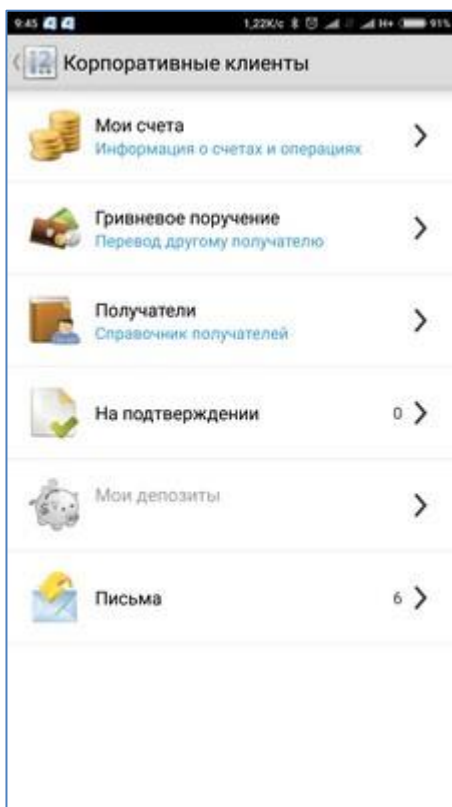 9:45 1,22K/c H+ 91%
Корпоративные клиенты
Мои счета
Информация о счетах и операциях
Гривневое поручение
Перевод другому получателю
Получатели
Справочник получателей
На подтверждении 0
Мои депозиты
Письма 6